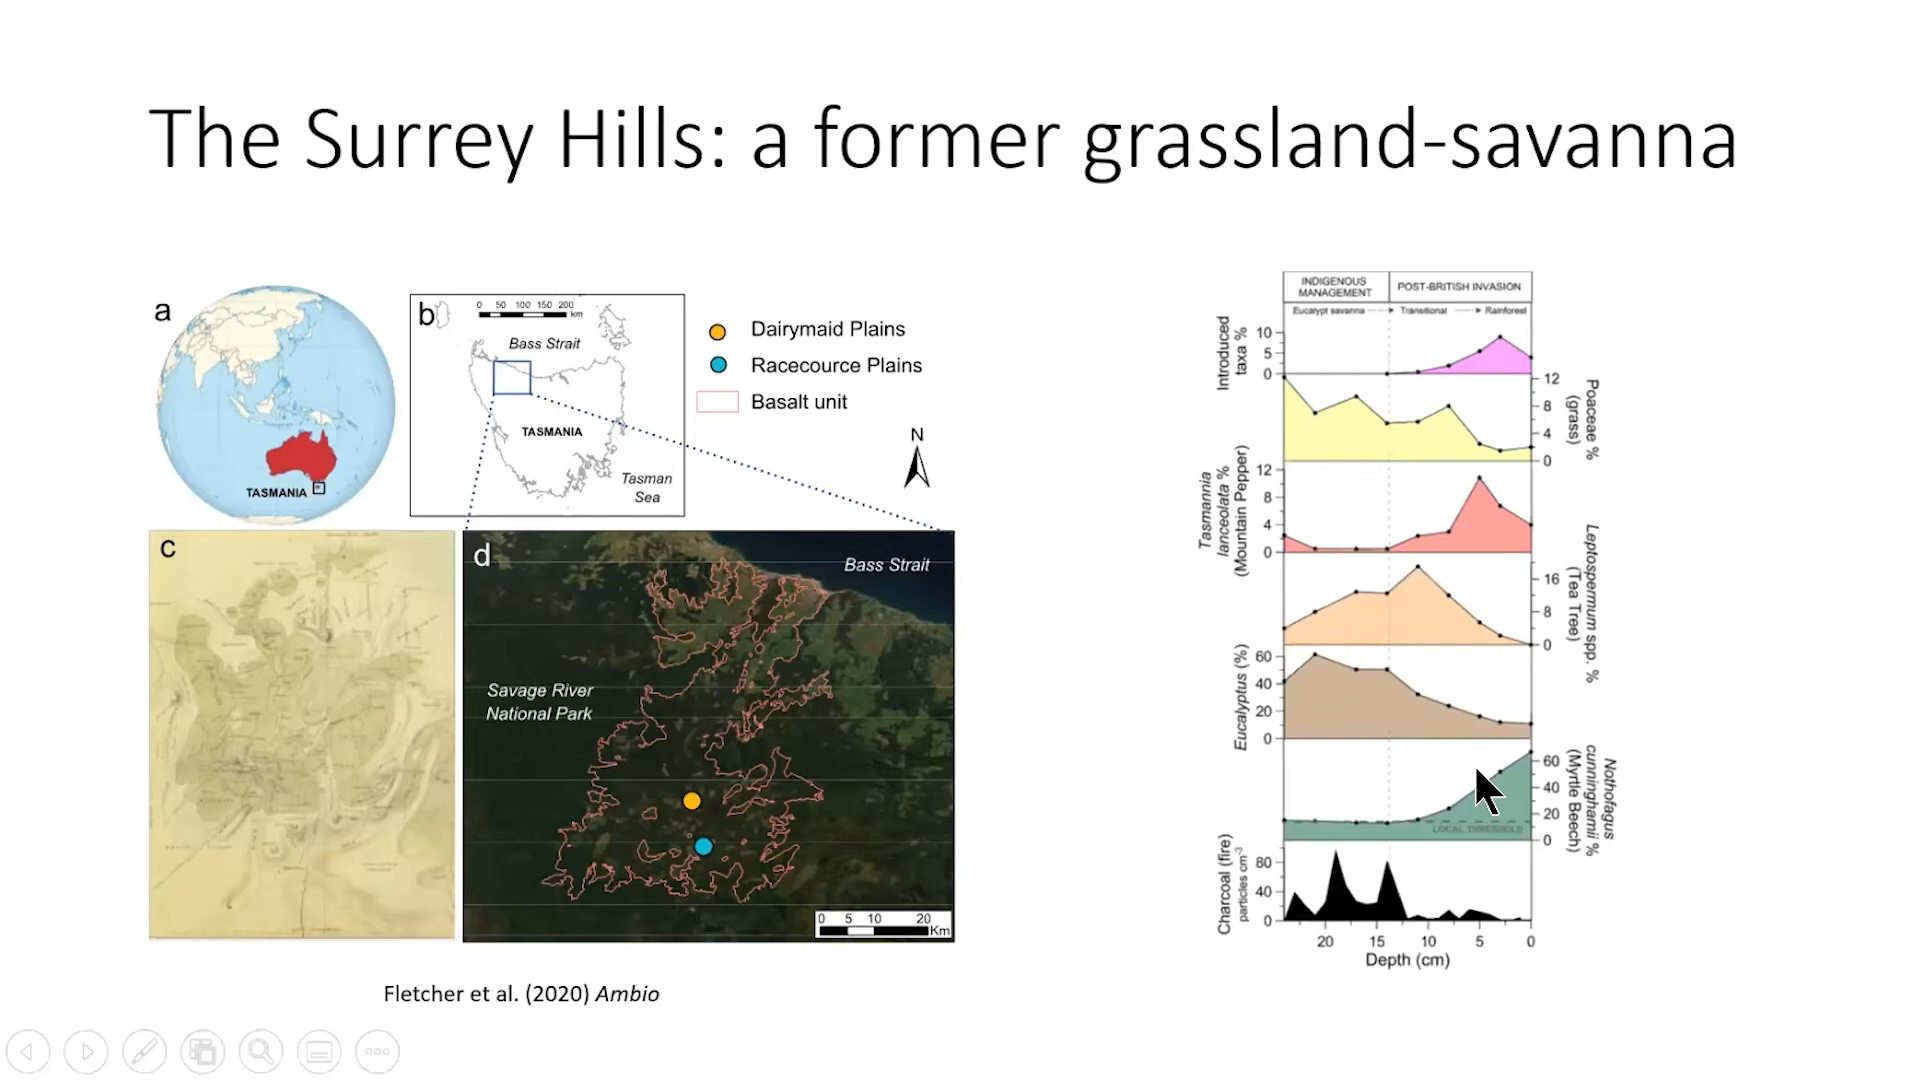 The Surrey Hills: a former grassland-savanna
a
TASMANIA
b
0 50 100 150 200
km
Bass Strait
TASMANIA
Tasman
Sea
Dairymaid Plains
Racecource Plains
Basalt unit
N
c
d
Bass Strait
Savage River
National Park
0 5 10 20
Km
Fletcher et al. (2020) Ambio
INDIGENOUS
MANAGEMENT
POST-BRITISH INVASION
Eucalypt savanna
Transitional
Rainforest
Introduced
taxa %
10
5
0
Poaceae %
(grass)
12
8
4
0
Tasmannia
lanceolata %
(Mountain Pepper)
12
8
4
0
Leptospermum spp. %
(Tea Tree)
16
8
0
Eucalyptus (%)
60
40
20
0
Nothofagus
cunninghamii %
(Myrtle Beech)
60
40
20
0
LOCAL THRESHOLD
Charcoal (fire)
particles cm-3
80
40
0
20 15 10 5 0
Depth (cm)